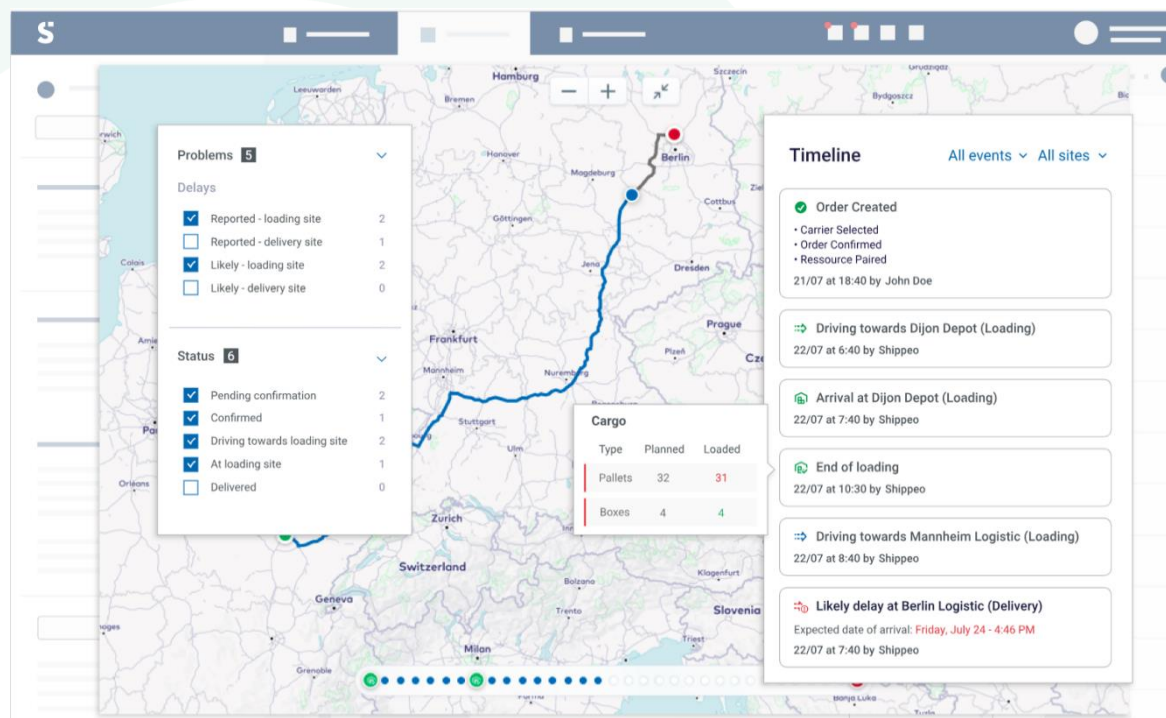 Hamburg
Szczecin
Grudziądz
Leeuwarden
Bremen
Bydgoszcz
Hanover
Berlin
Magdeburg
Cottbus
Göttingen
Calais
Jena
Dresden
Prague
Frankfurt
Plzeń
Mannheim
Nuremberg
Stuttgart
Ulm
Orléans
Zurich
Switzerland
Bolzano
Klagenfurt
Geneva
Trento
Slovenia
Milan
Triest
Grenoble
Banja Luka
Problems 5
Delays
Reported - loading site 2
Reported - delivery site 1
Likely - loading site 2
Likely - delivery site 0
Status 6
Pending confirmation 2
Confirmed 1
Driving towards loading site 2
At loading site 1
Delivered 0
Cargo
Type Planned Loaded
Pallets 32 31
Boxes 4 4
Timeline All events All sites
Order Created
• Carrier Selected
• Order Confirmed
• Ressource Paired
21/07 at 18:40 by John Doe
Driving towards Dijon Depot (Loading)
22/07 at 6:40 by Shippeo
Arrival at Dijon Depot (Loading)
22/07 at 7:40 by Shippeo
End of loading
22/07 at 10:30 by Shippeo
Driving towards Mannheim Logistic (Loading)
22/07 at 8:40 by Shippeo
Likely delay at Berlin Logistic (Delivery)
Expected date of arrival: Friday, July 24 - 4:46 PM
22/07 at 7:40 by Shippeo